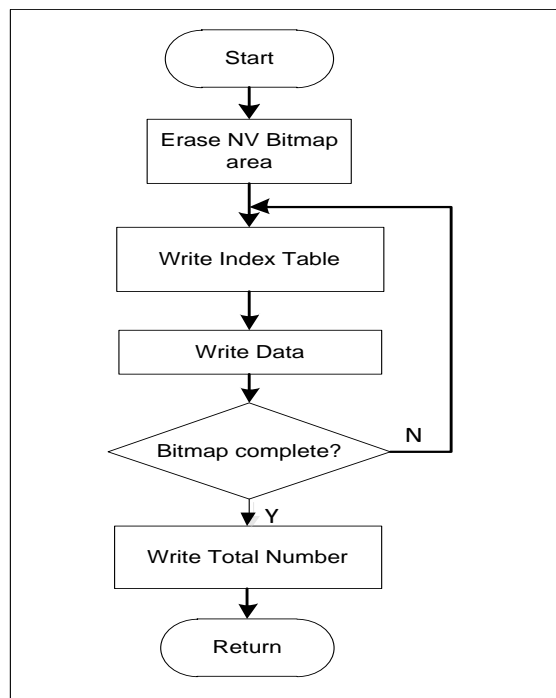 Start
Erase NV Bitmap
area
Write Index Table
Write Data
Bitmap complete?
N
Y
Write Total Number
Return